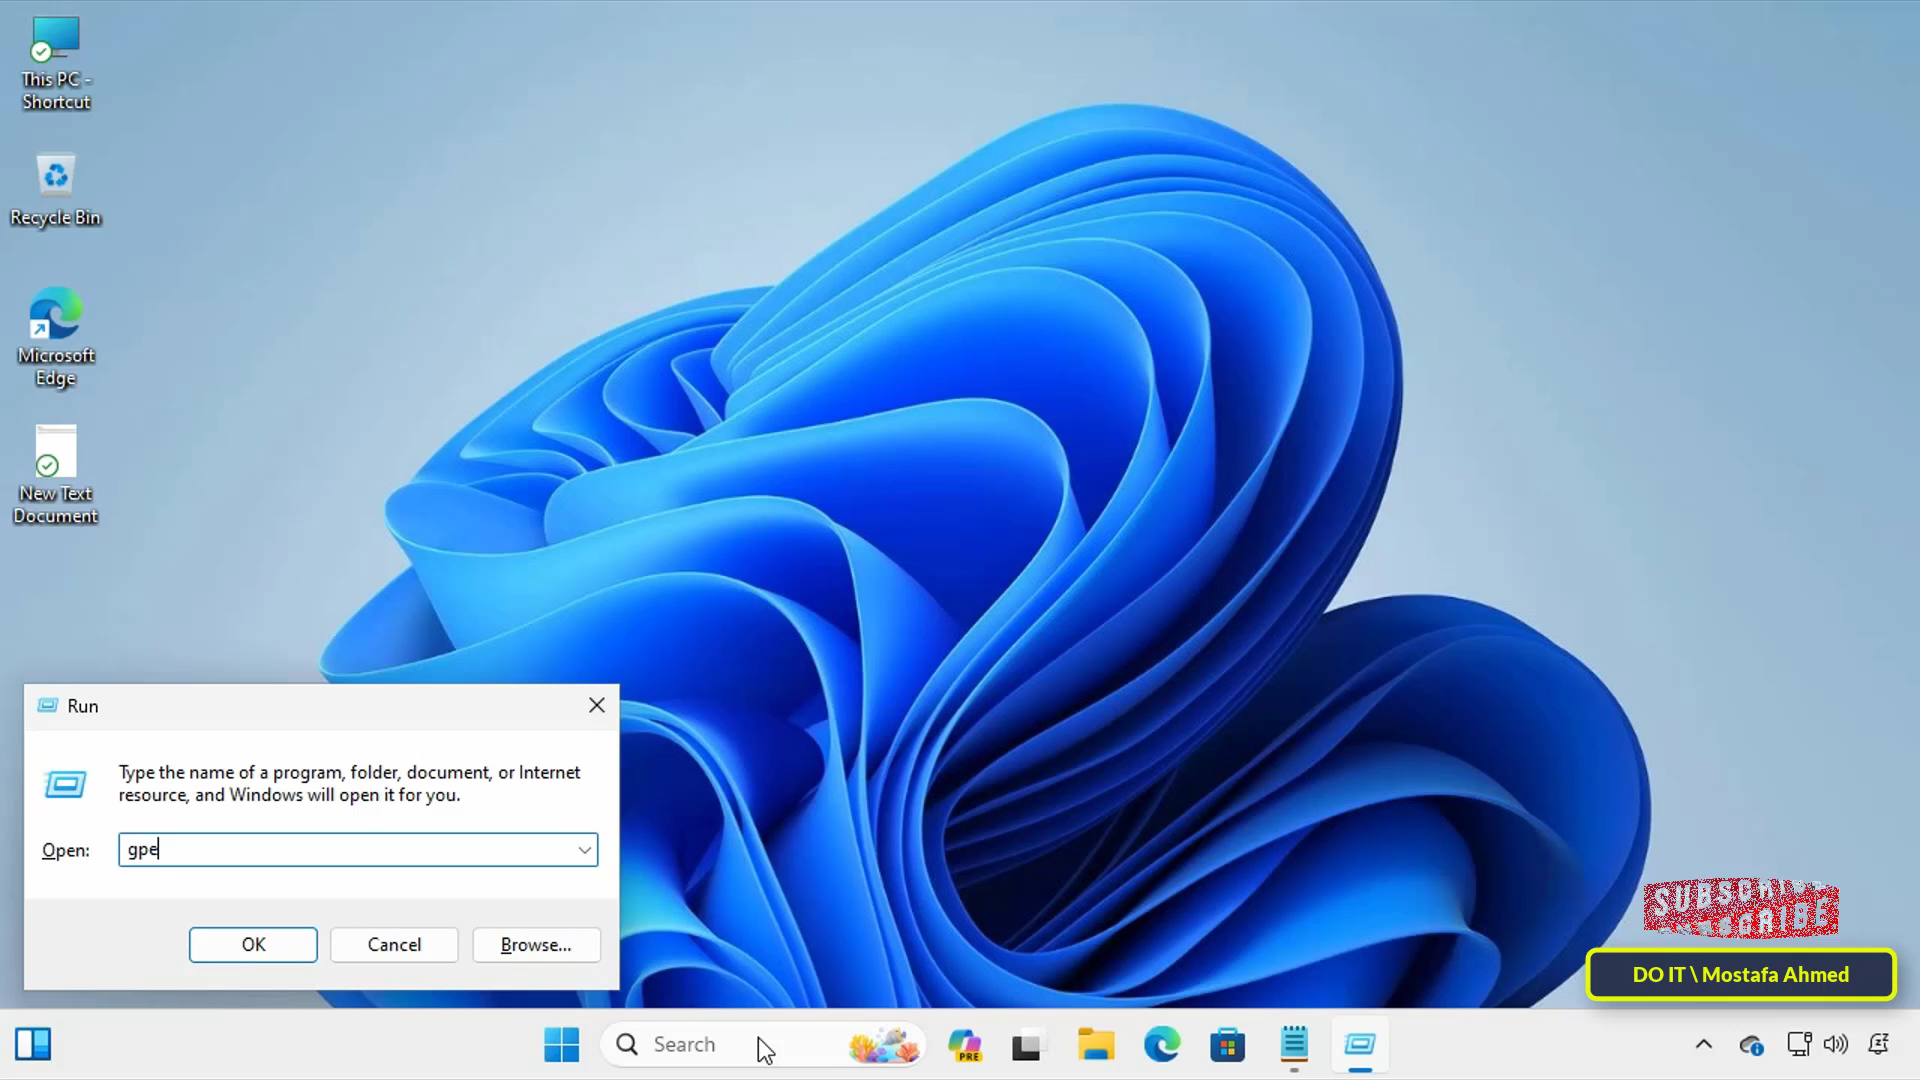 This PC -
Shortcut
Recycle Bin
Microsoft
Edge
New Text
Document
Run
Type the name of a program, folder, document, or Internet
resource, and Windows will open it for you.
Open:
gpe
OK
Cancel
Browse...
SUBSCRIBE
DO IT \ Mostafa Ahmed
Search
PRE